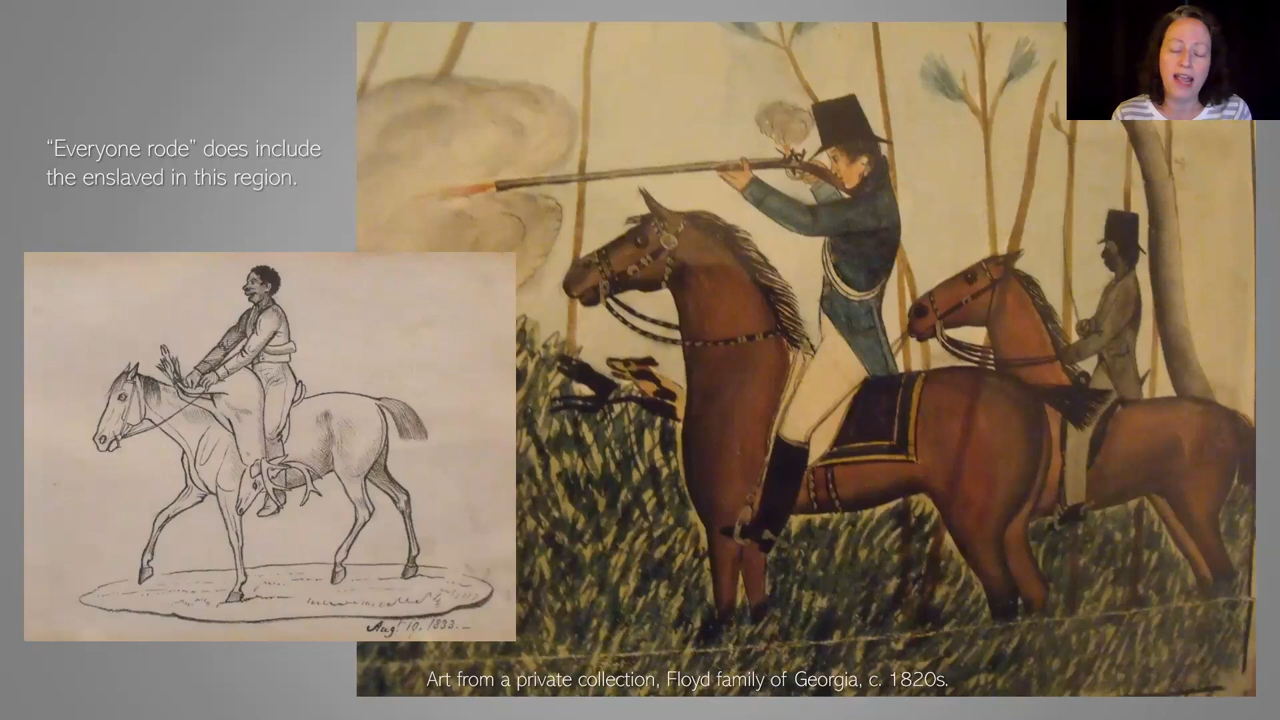 “Everyone rode” does include
the enslaved in this region.
Aug! 19. 1833.—
Art from a private collection, Floyd family of Georgia, c. 1820s.